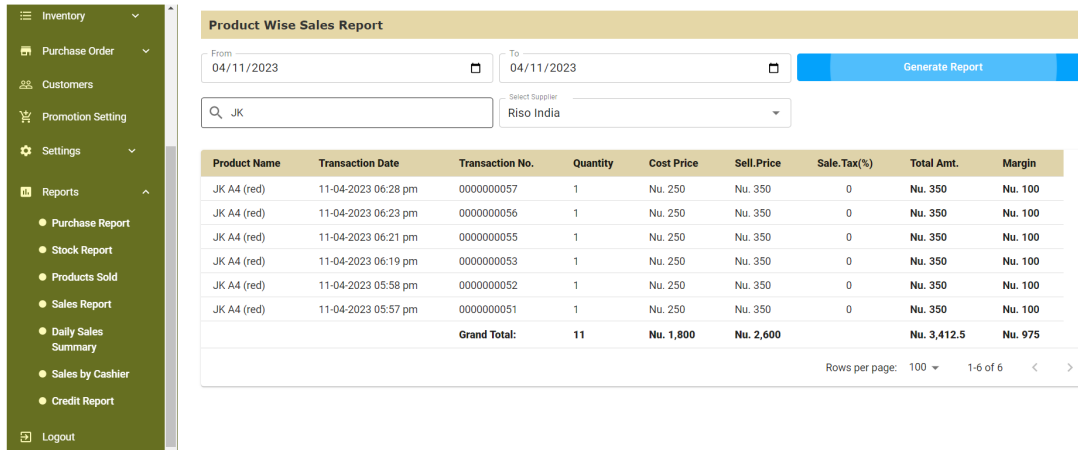 Inventory
Purchase Order
Customers
Promotion Setting
Settings
Reports
Purchase Report
Stock Report
Products Sold
Sales Report
Daily Sales
Summary
Sales by Cashier
Credit Report
Logout
Product Wise Sales Report
From To
04/11/2023 04/11/2023 Generate Report
Select Supplier
JK Riso India
Product Name Transaction Date Transaction No. Quantity Cost Price Sell.Price Sale.Tax(%) Total Amt. Margin
JK A4 (red) 11-04-2023 06:28 pm 0000000057 1 Nu. 250 Nu. 350 0 Nu. 350 Nu. 100
JK A4 (red) 11-04-2023 06:23 pm 0000000056 1 Nu. 250 Nu. 350 0 Nu. 350 Nu. 100
JK A4 (red) 11-04-2023 06:21 pm 0000000055 1 Nu. 250 Nu. 350 0 Nu. 350 Nu. 100
JK A4 (red) 11-04-2023 06:19 pm 0000000053 1 Nu. 250 Nu. 350 0 Nu. 350 Nu. 100
JK A4 (red) 11-04-2023 05:58 pm 0000000052 1 Nu. 250 Nu. 350 0 Nu. 350 Nu. 100
JK A4 (red) 11-04-2023 05:57 pm 0000000051 1 Nu. 250 Nu. 350 0 Nu. 350 Nu. 100
Grand Total: 11 Nu. 1,800 Nu. 2,600 Nu. 3,412.5 Nu. 975
Rows per page: 100 1-6 of 6